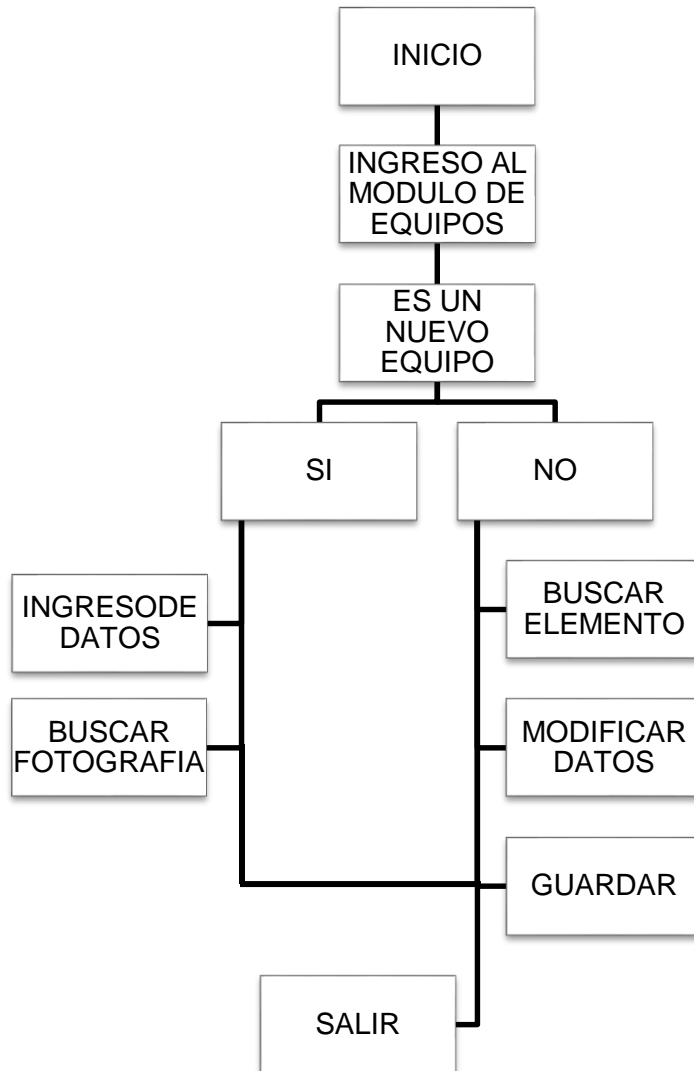 INICIO
INGRESO AL
MODULO DE
EQUIPOS
ES UN
NUEVO
EQUIPO
SI
NO
INGRESODE
DATOS
BUSCAR
FOTOGRAFIA
BUSCAR
ELEMENTO
MODIFICAR
DATOS
GUARDAR
SALIR